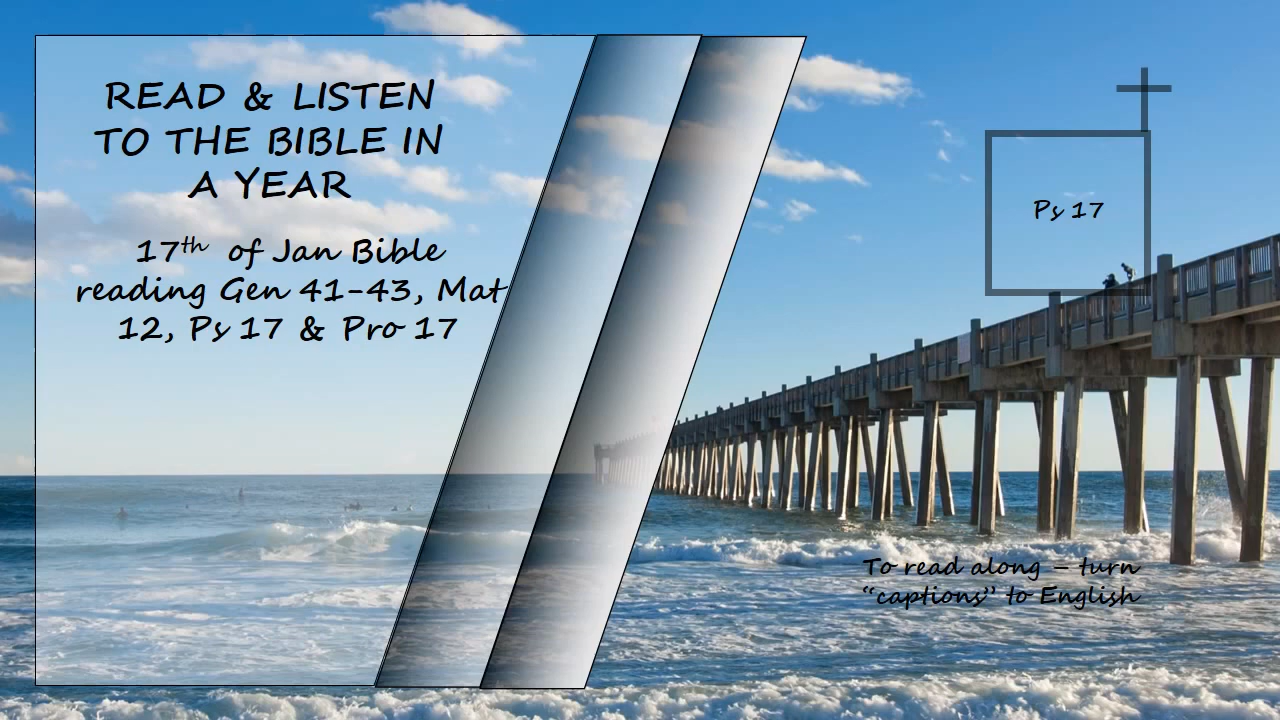 READ & LISTEN
TO THE BIBLE IN
A YEAR
17th of Jan Bible
reading Gen 41-43, Mat
12, Ps 17 & Pro 17
Ps 17
To read along – turn
“captions” to English